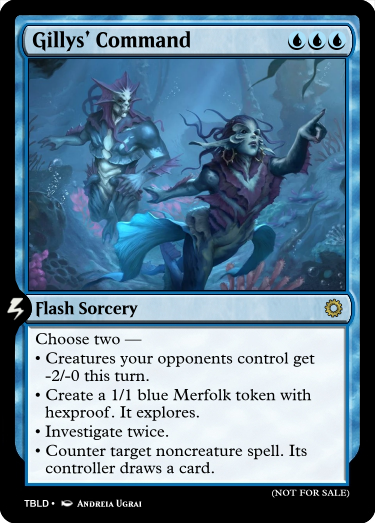 Gillys' Command
Flash Sorcery
Choose two —
• Creatures your opponents control get
-2/-0 this turn.
• Create a 1/1 blue Merfolk token with
hexproof. It explores.
• Investigate twice.
• Counter target noncreature spell. Its
controller draws a card.
(NOT FOR SALE)
TBLD • Andreia Ugrai